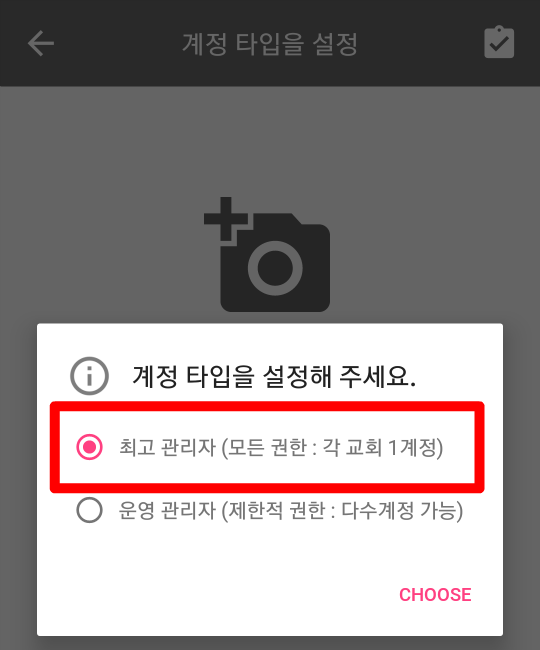 계정 타입을 설정
계정 타입을 설정해 주세요.
최고 관리자 (모든 권한 : 각 교회 1계정)
운영 관리자 (제한적 권한 : 다수계정 가능)
CHOOSE